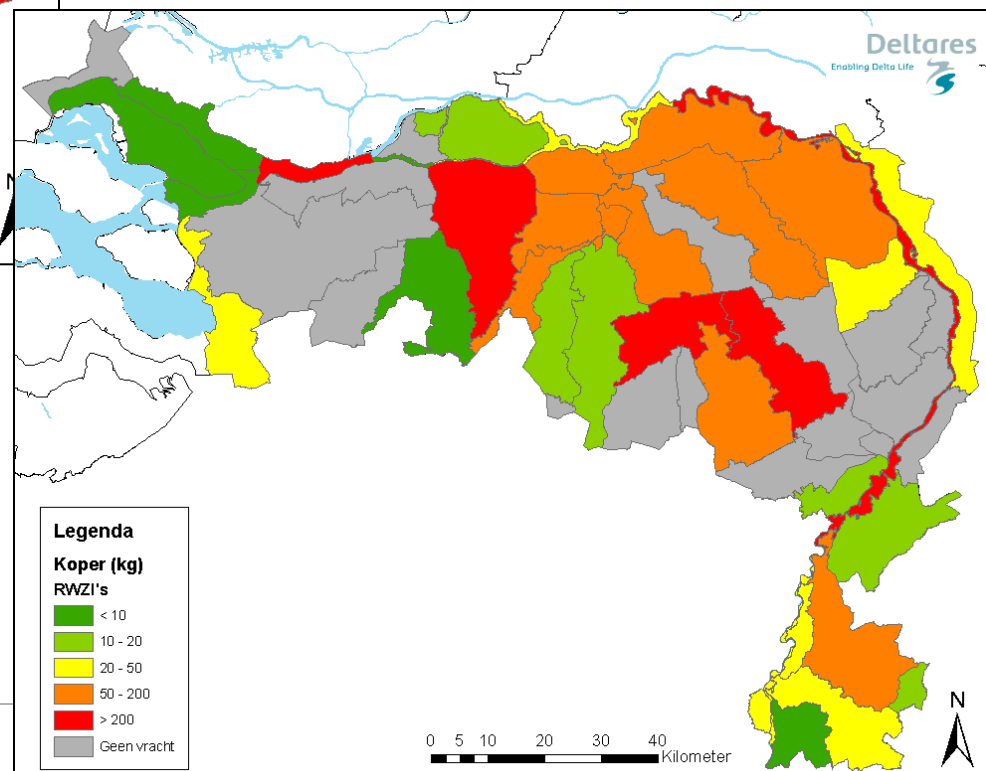 Deltares
Enabling Delta Life
N
Legenda
Koper (kg)
RWZI's
< 10
10 - 20
20 - 50
50 - 200
> 200
Geen vracht
0 5 10 20 30 40
Kilometer
N